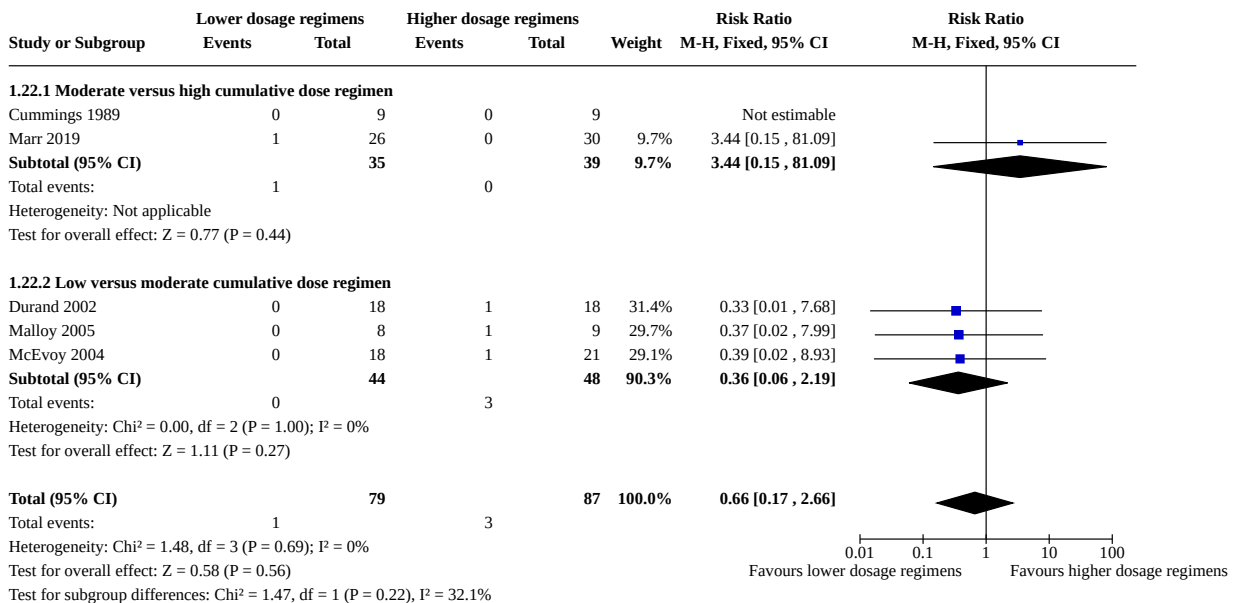 Lower dosage regimens Higher dosage regimens Risk Ratio Risk Ratio
Study or Subgroup Events Total Events Total Weight M-H, Fixed, 95% CI M-H, Fixed, 95% CI
1.22.1 Moderate versus high cumulative dose regimen
Cummings 1989 0 9 0 9 Not estimable
Marr 2019 1 26 0 30 9.7% 3.44 [0.15 , 81.09]
Subtotal (95% CI) 35 39 9.7% 3.44 [0.15 , 81.09]
Total events: 1 0
Heterogeneity: Not applicable
Test for overall effect: Z = 0.77 (P = 0.44)
1.22.2 Low versus moderate cumulative dose regimen
Durand 2002 0 18 1 18 31.4% 0.33 [0.01 , 7.68]
Malloy 2005 0 8 1 9 29.7% 0.37 [0.02 , 7.99]
McEvoy 2004 0 18 1 21 29.1% 0.39 [0.02 , 8.93]
Subtotal (95% CI) 44 48 90.3% 0.36 [0.06 , 2.19]
Total events: 0 3
Heterogeneity: Chi² = 0.00, df = 2 (P = 1.00); I² = 0%
Test for overall effect: Z = 1.11 (P = 0.27)
Total (95% CI) 79 87 100.0% 0.66 [0.17 , 2.66]
Total events: 1 3
Heterogeneity: Chi² = 1.48, df = 3 (P = 0.69); I² = 0%
0.01 0.1 1 10 100
Test for overall effect: Z = 0.58 (P = 0.56)
Favours lower dosage regimens Favours higher dosage regimens
Test for subgroup differences: Chi² = 1.47, df = 1 (P = 0.22), I² = 32.1%